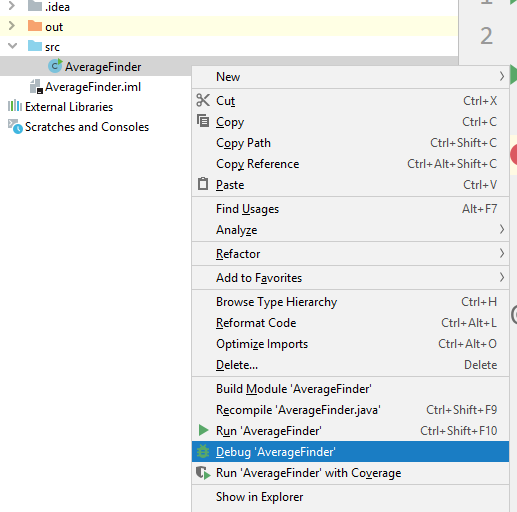 .idea
out
src
AverageFinder
AverageFinder.iml
External Libraries
Scratches and Consoles
2
New
Cut Ctrl+X
Copy Ctrl+C
Copy Path Ctrl+Shift+C
Copy Reference Ctrl+Alt+Shift+C
Paste Ctrl+V
Find Usages Alt+F7
Analyze
Refactor
Add to Favorites
Browse Type Hierarchy Ctrl+H
Reformat Code Ctrl+Alt+L
Optimize Imports Ctrl+Alt+O
Delete... Delete
Build Module 'AverageFinder'
Recompile 'AverageFinder.java' Ctrl+Shift+F9
Run 'AverageFinder' Ctrl+Shift+F10
Debug 'AverageFinder'
Run 'AverageFinder' with Coverage
Show in Explorer